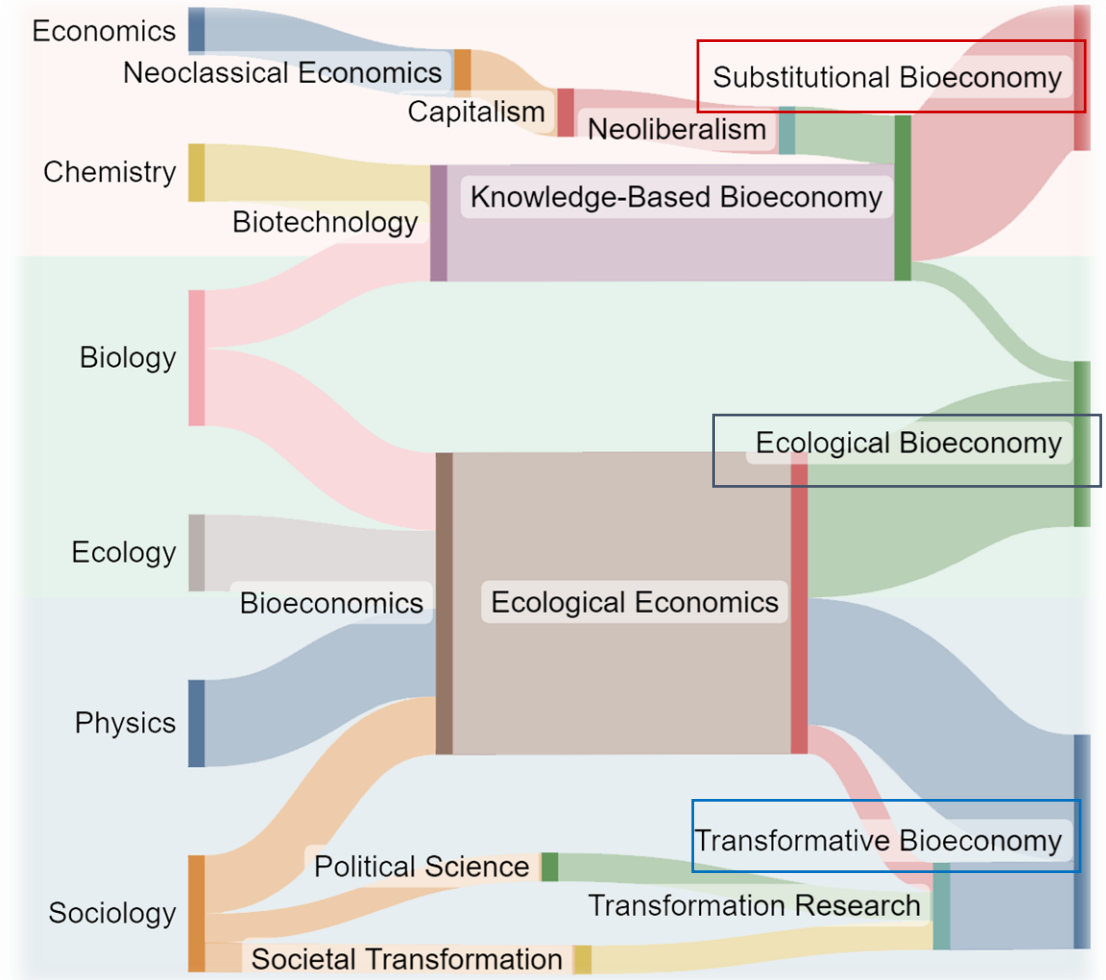 Economics
Neoclassical Economics
Substitutional Bioeconomy
Capitalism
Neoliberalism
Chemistry
Knowledge-Based Bioeconomy
Biotechnology
Biology
Ecological Bioeconomy
Ecology
Bioeconomics
Ecological Economics
Physics
Transformative Bioeconomy
Political Science
Transformation Research
Sociology
Societal Transformation